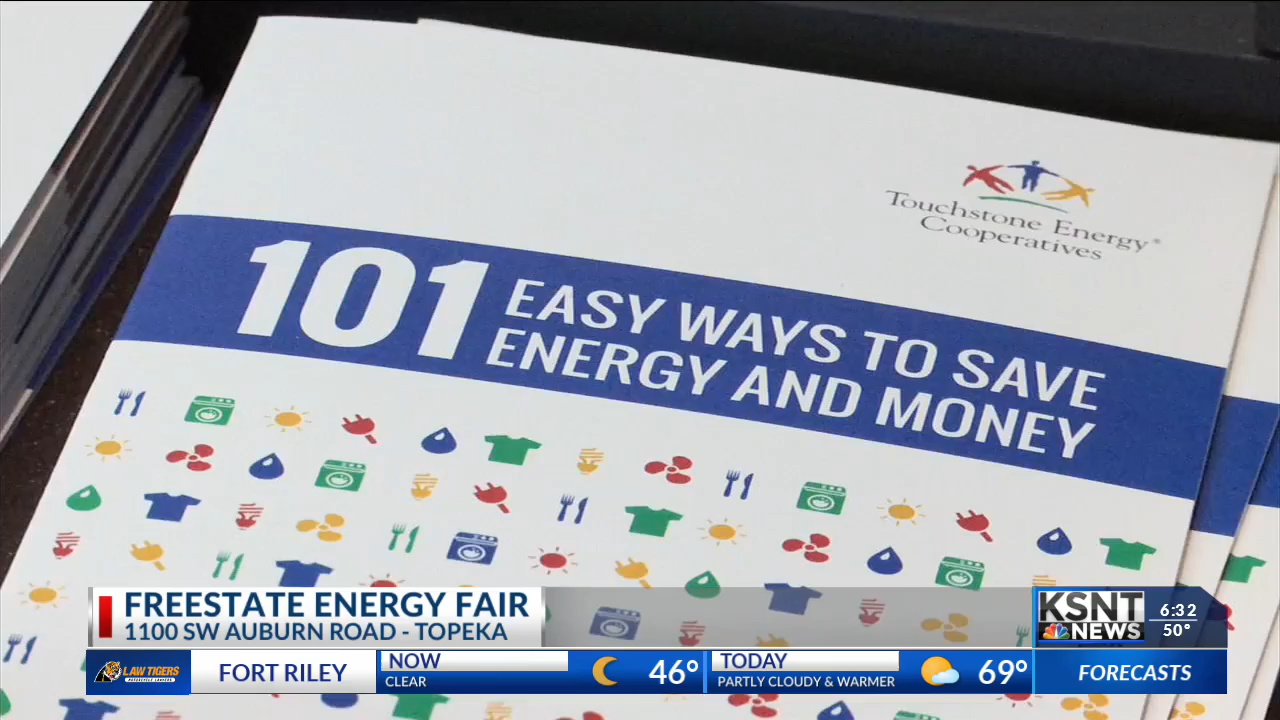 Touchstone Energy®
Cooperatives
101 EASY WAYS TO SAVE
ENERGY AND MONEY
FREESTATE ENERGY FAIR
1100 SW AUBURN ROAD - TOPEKA
KSNT
NEWS
6:32
50°
LAW TIGERS
FORT RILEY
NOW
CLEAR
46°
TODAY
PARTLY CLOUDY & WARMER
69°
FORECASTS